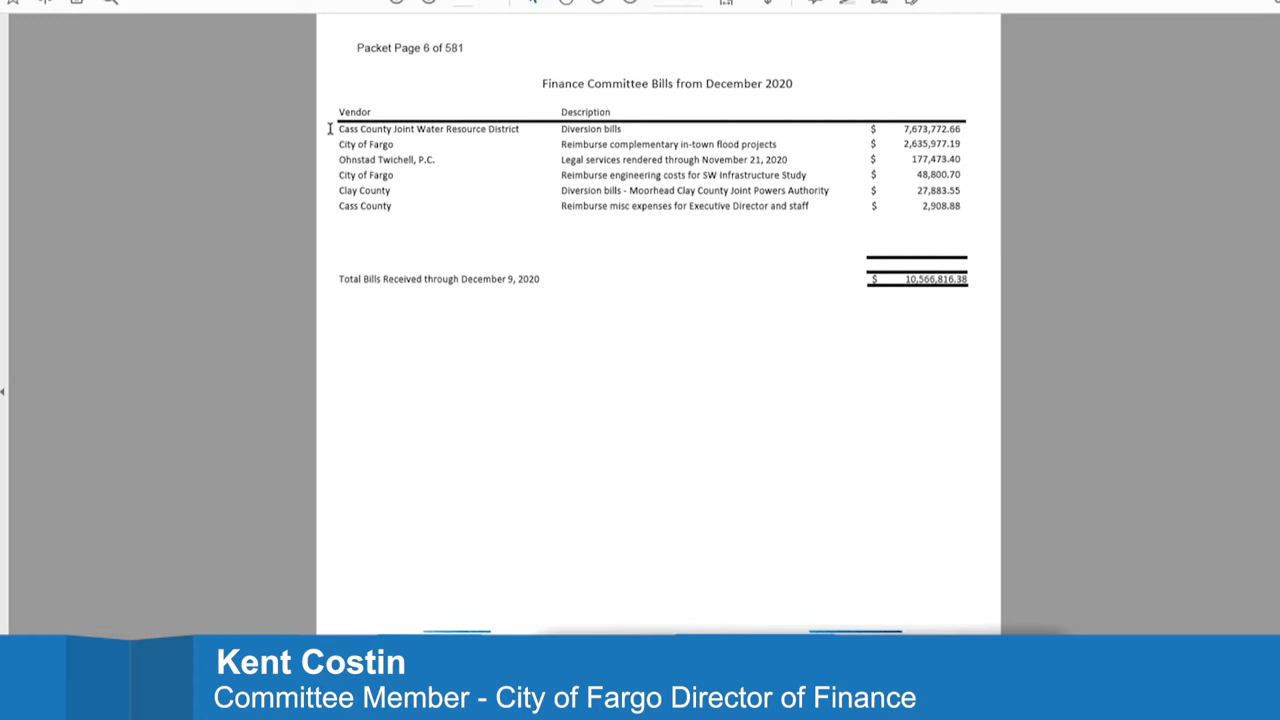 Packet Page 6 of 581
Finance Committee Bills from December 2020
Vendor Description
Cass County Joint Water Resource District Diversion bills $ 7,673,772.66
City of Fargo Reimburse complementary in-town flood projects $ 2,635,977.19
Ohnstad Twichell, P.C. Legal services rendered through November 21, 2020 $ 177,473.40
City of Fargo Reimburse engineering costs for SW Infrastructure Study $ 48,800.70
Clay County Diversion bills - Moorhead Clay County Joint Powers Authority $ 27,883.55
Cass County Reimburse misc expenses for Executive Director and staff $ 2,908.88
Total Bills Received through December 9, 2020 $ 10,566,816.38
Kent Costin
Committee Member - City of Fargo Director of Finance